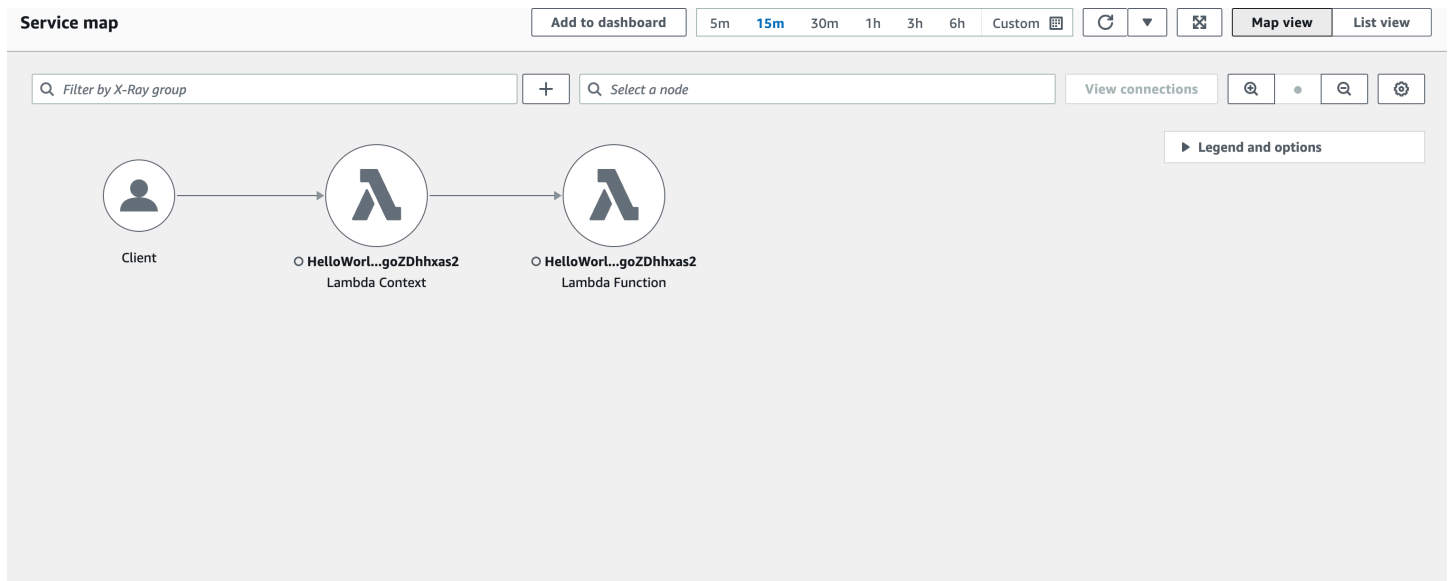 Service map
Add to dashboard
5m 15m 30m 1h 3h 6h Custom
Map view
List view
Filter by X-Ray group
Select a node
View connections
Legend and options
Client
HelloWorl...goZDhhxas2
Lambda Context
HelloWorl...goZDhhxas2
Lambda Function